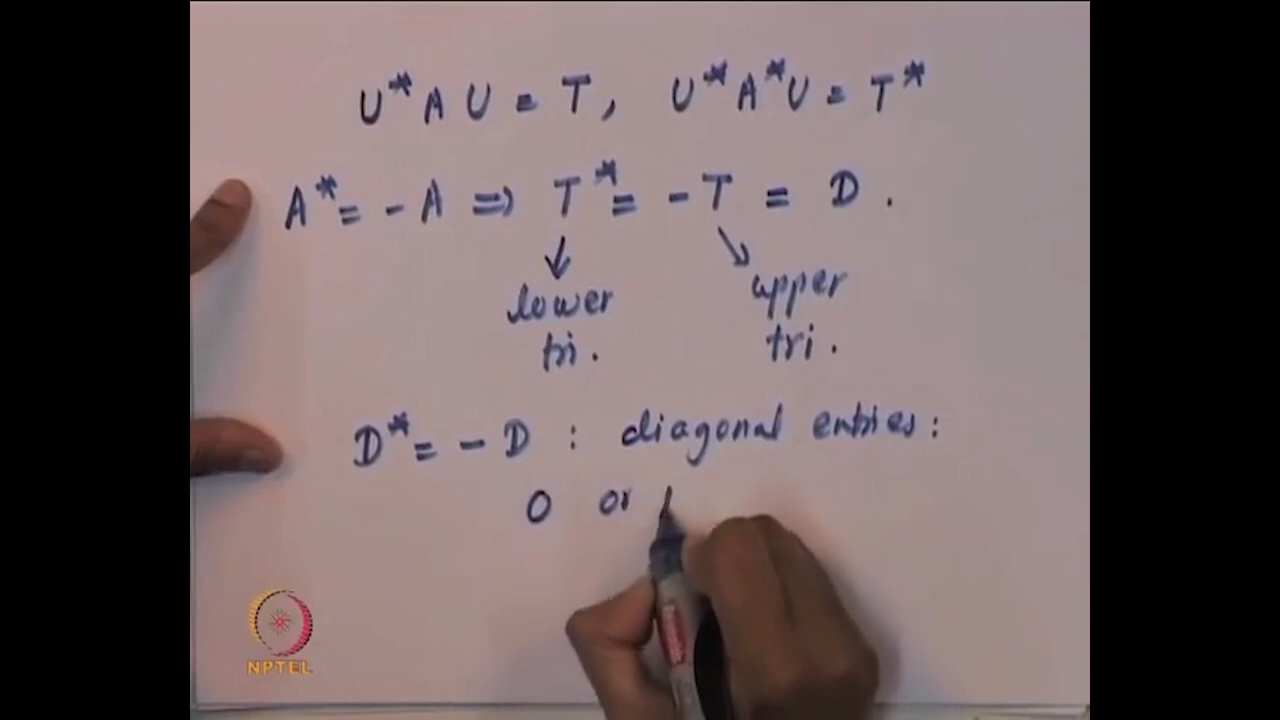 U* A U = T, U* A* U = T*
A* = - A => T* = - T = D .
lower upper
tri. tri.
D* = - D : diagonal entries :
0 or
NPTEL